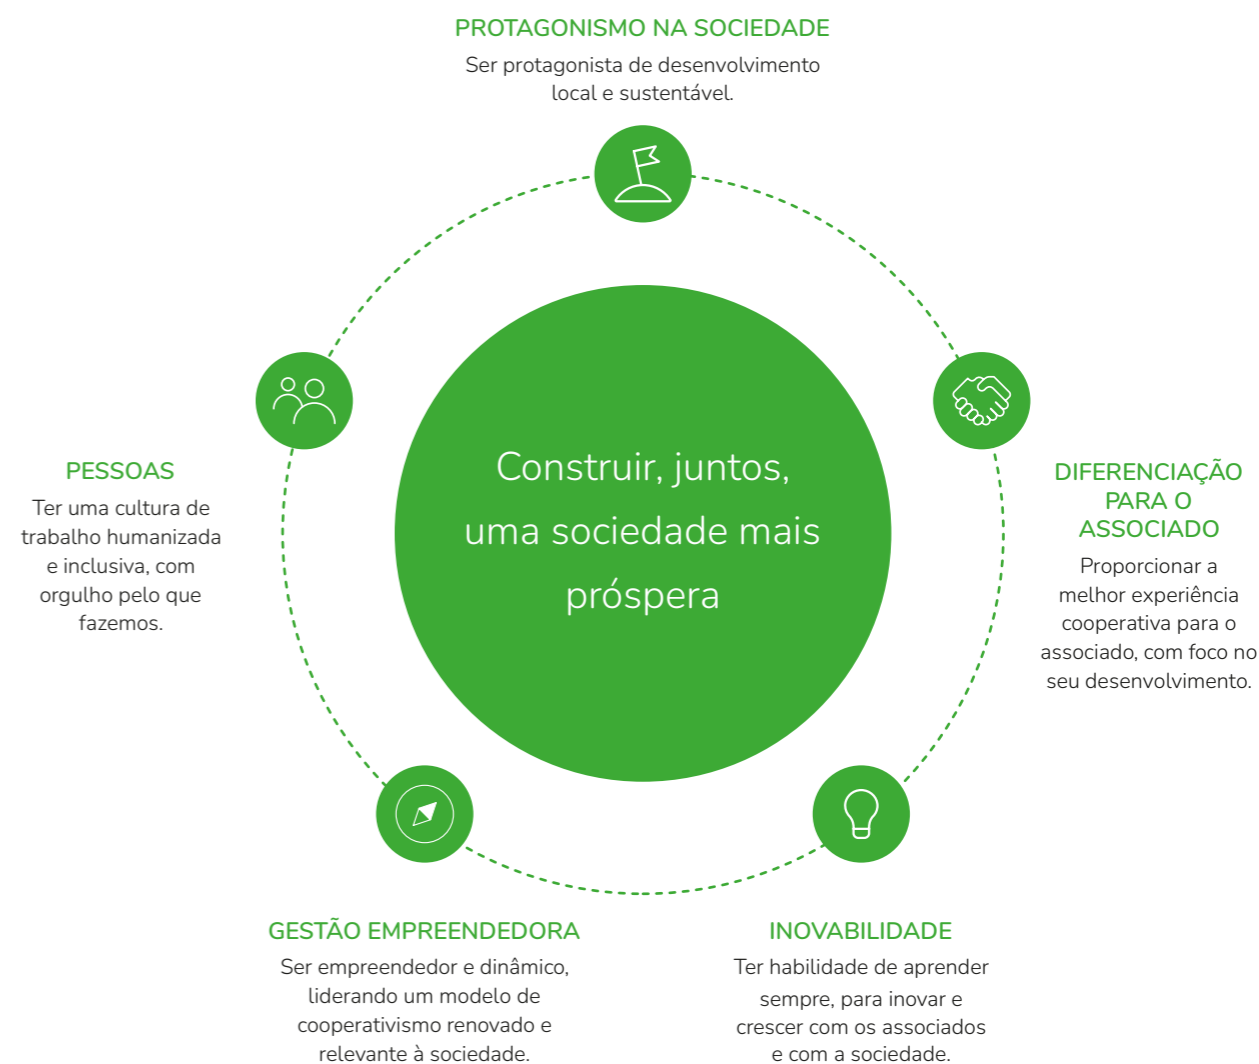 PROTAGONISMO NA SOCIEDADE
Ser protagonista de desenvolvimento
local e sustentável.
Construir, juntos,
uma sociedade mais
próspera
PESSOAS
Ter uma cultura de
trabalho humanizada
e inclusiva, com
orgulho pelo que
fazemos.
DIFERENCIAÇÃO
PARA O
ASSOCIADO
Proporcionar a
melhor experiência
cooperativa para o
associado, com foco no
seu desenvolvimento.
GESTÃO EMPREENDEDORA
Ser empreendedor e dinâmico,
liderando um modelo de
cooperativismo renovado e
relevante à sociedade.
INOVABILIDADE
Ter habilidade de aprender
sempre, para inovar e
crescer com os associados
e com a sociedade.